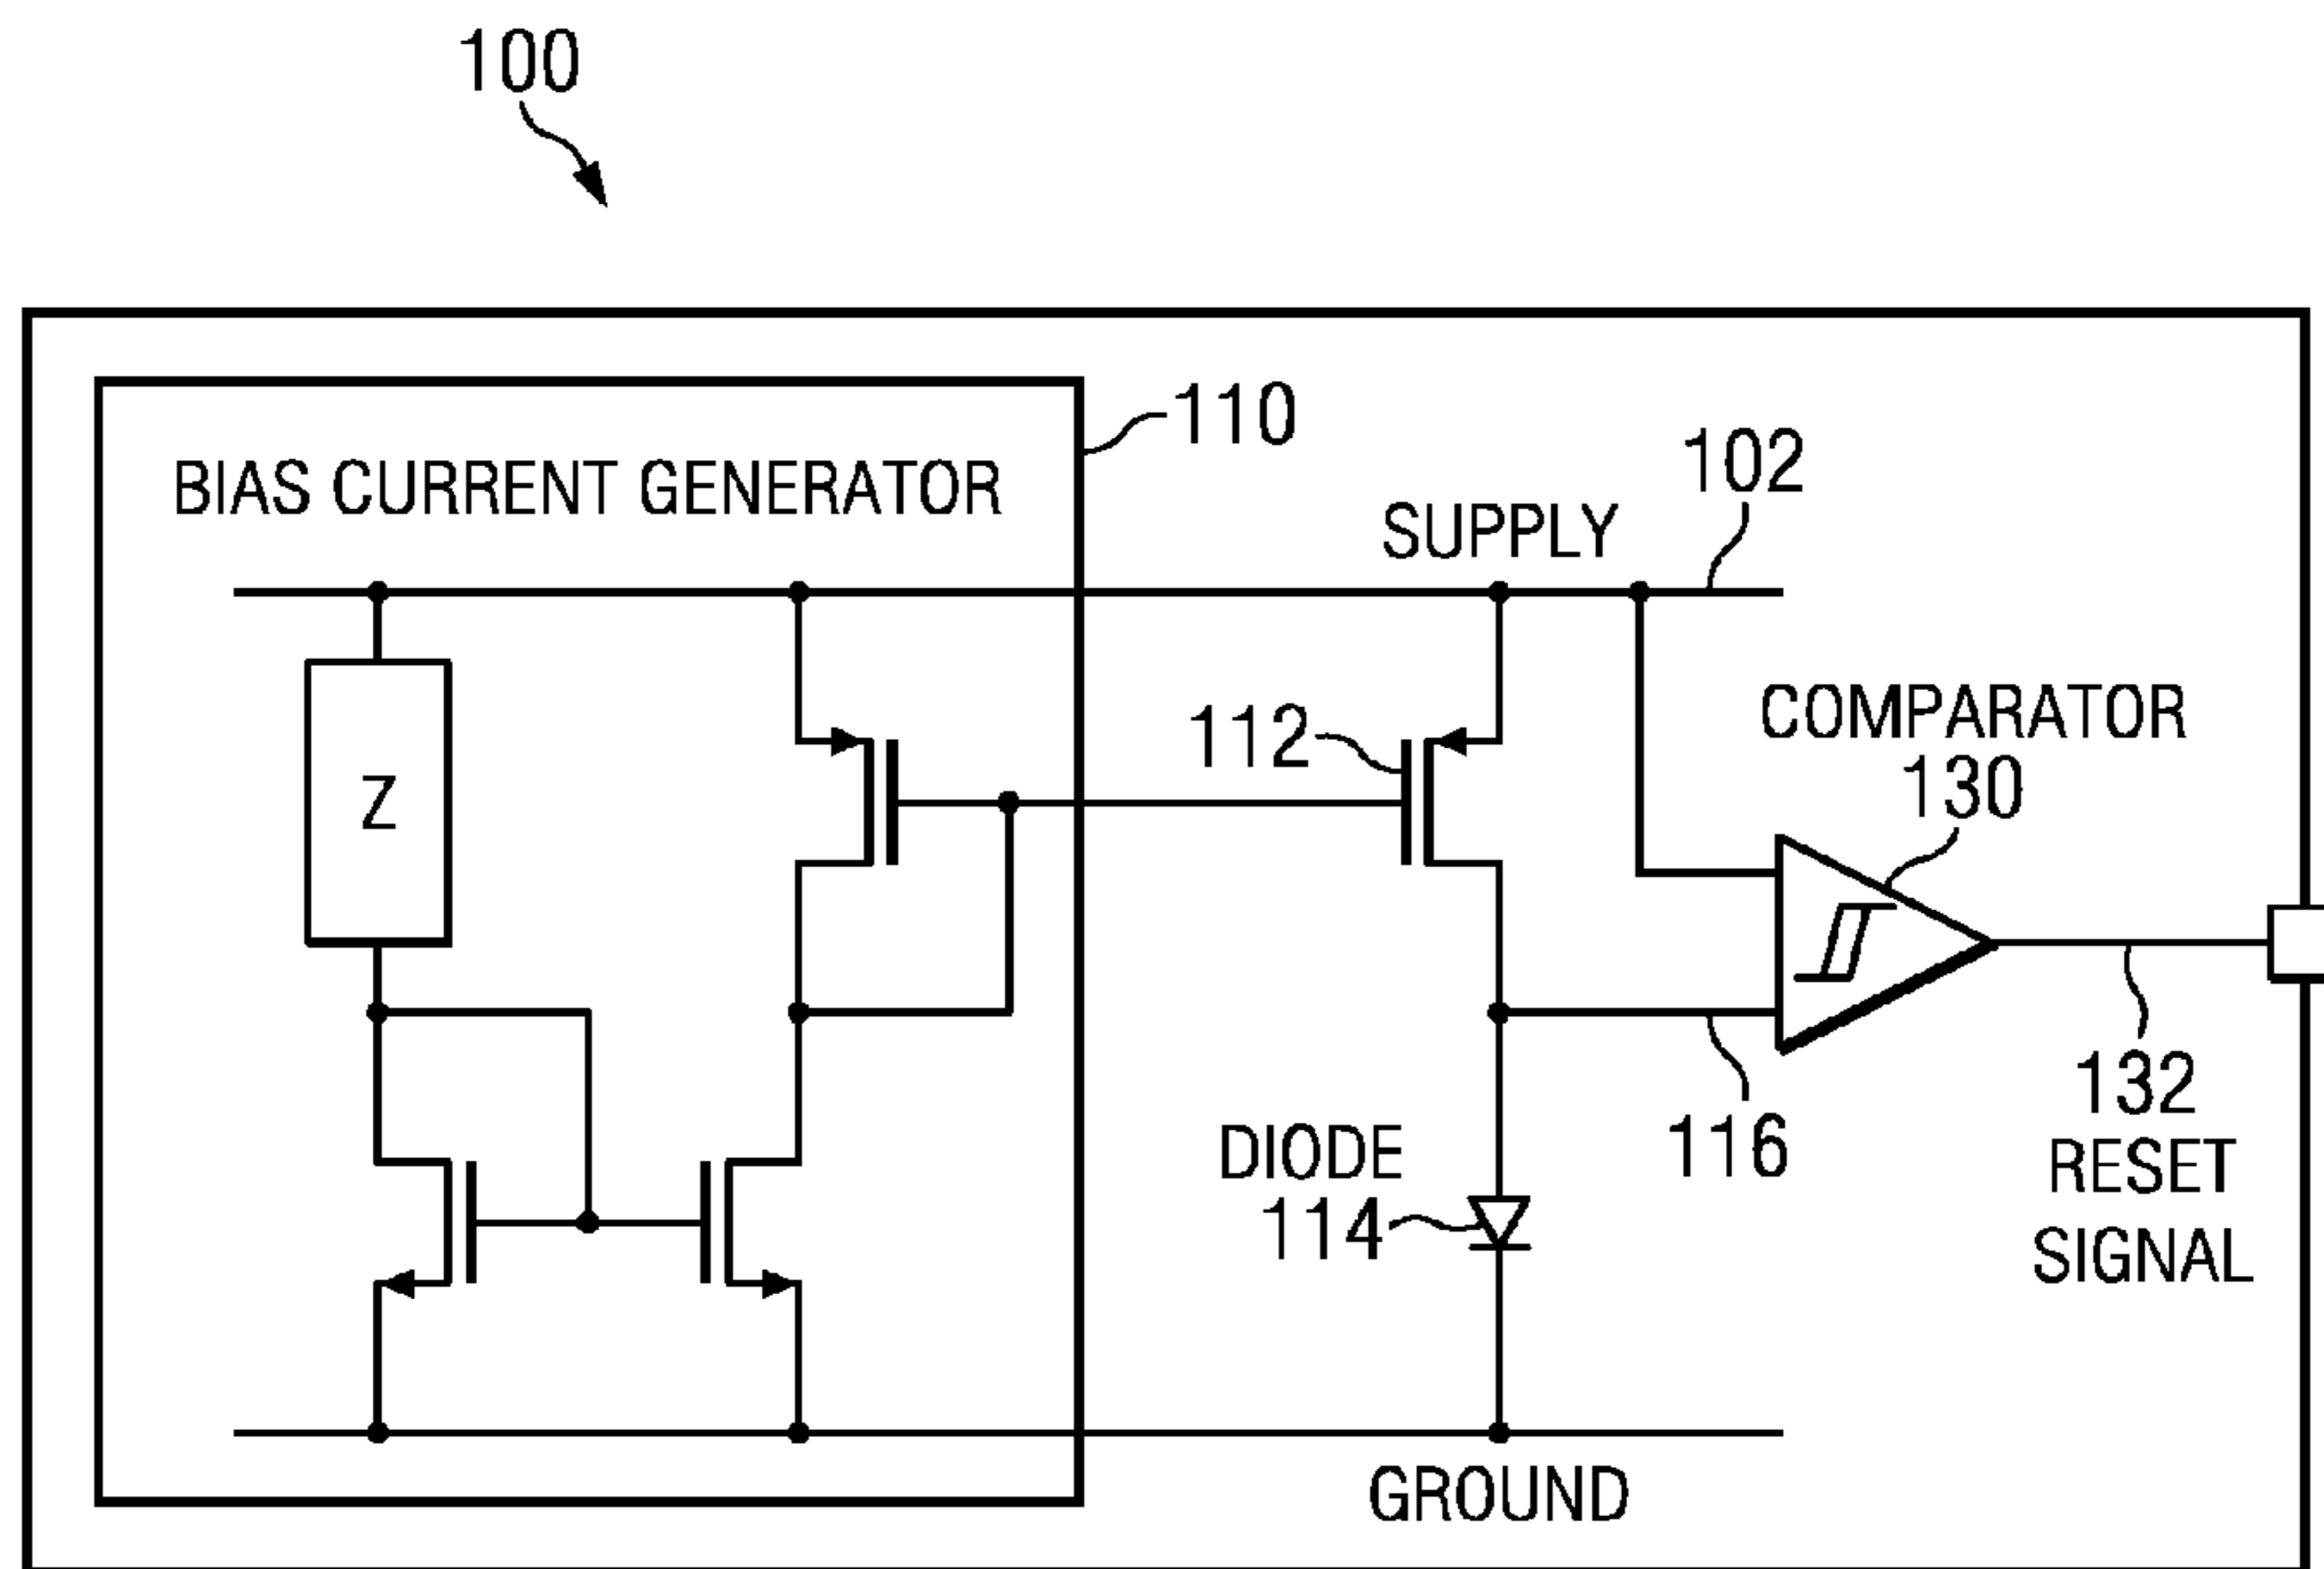 100
110
BIAS CURRENT GENERATOR
102
SUPPLY
Z
112
COMPARATOR
130
116
132
RESET
SIGNAL
DIODE
114
GROUND